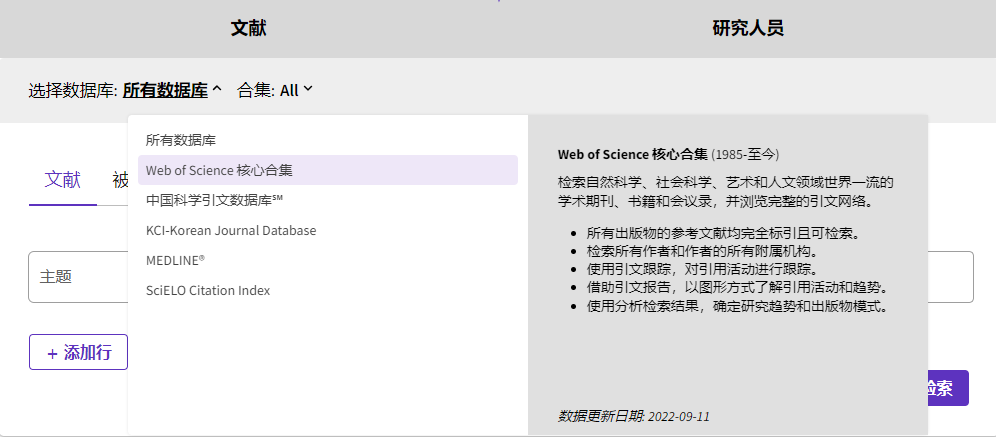 文献
研究人员
选择数据库: 所有数据库 合集: All
所有数据库
Web of Science 核心合集
中国科学引文数据库℠
KCI-Korean Journal Database
MEDLINE®
SciELO Citation Index
Web of Science 核心合集 (1985-至今)
检索自然科学、社会科学、艺术和人文领域世界一流的
学术期刊、书籍和会议录，并浏览完整的引文网络。
• 所有出版物的参考文献均完全标引且可检索。
• 检索所有作者和作者的所有附属机构。
• 使用引文跟踪，对引用活动进行跟踪。
• 借助引文报告，以图形方式了解引用活动和趋势。
• 使用分析检索结果，确定研究趋势和出版物模式。
数据更新日期: 2022-09-11
文献 被
主题
+ 添加行
检索